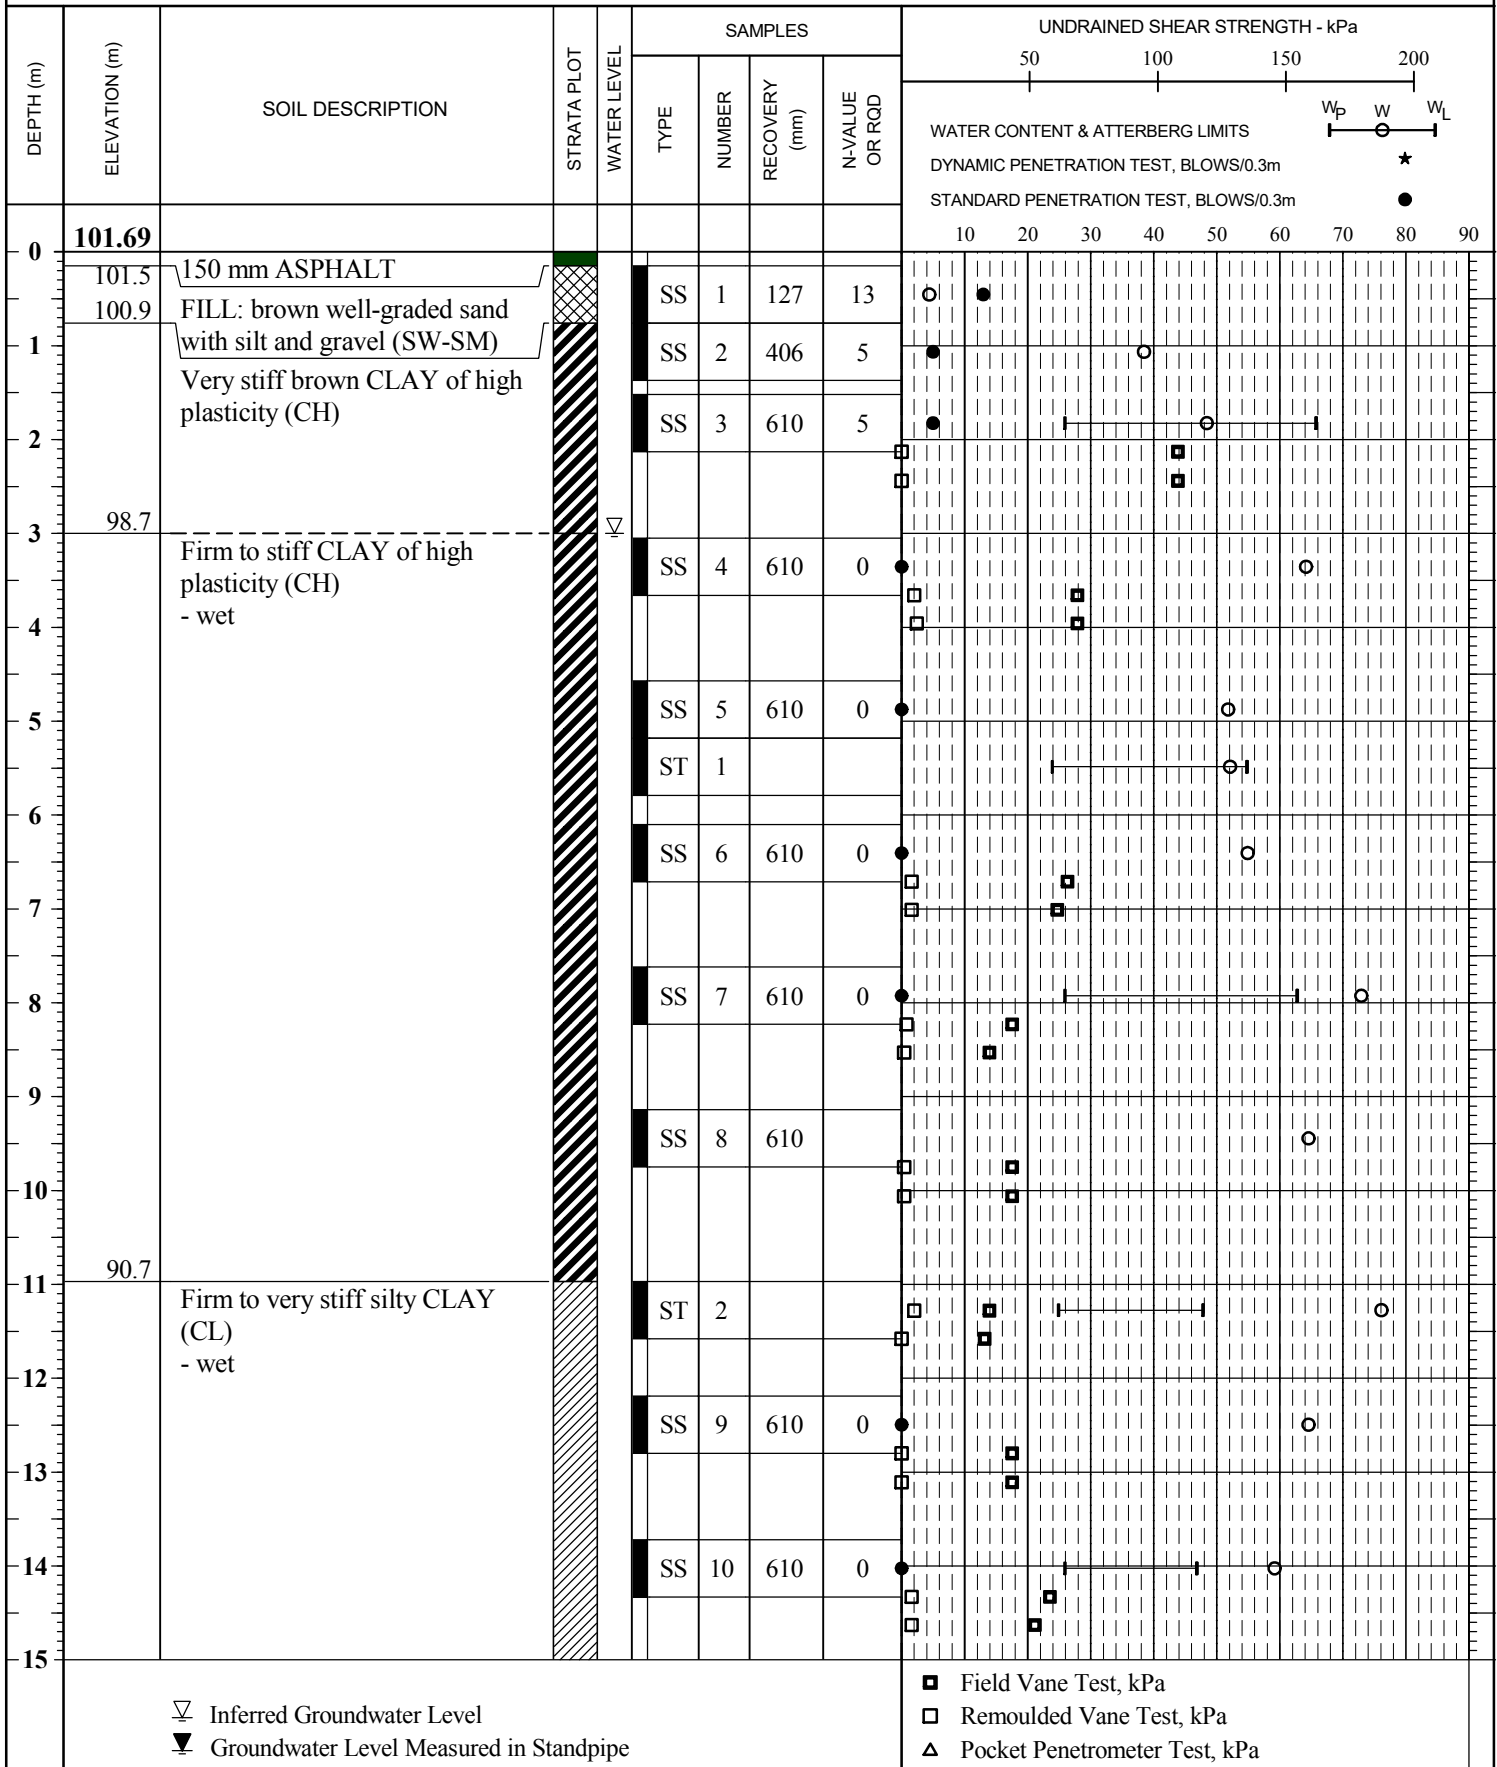 DEPTH (m)
ELEVATION (m)
SOIL DESCRIPTION
STRATA PLOT
WATER LEVEL
SAMPLES
TYPE
NUMBER
RECOVERY
(mm)
N-VALUE
OR RQD
UNDRAINED SHEAR STRENGTH - kPa
50 100 150 200
WATER CONTENT & ATTERBERG LIMITS
WP W WL
DYNAMIC PENETRATION TEST, BLOWS/0.3m ★
STANDARD PENETRATION TEST, BLOWS/0.3m ●
10 20 30 40 50 60 70 80 90
0 101.69
101.5 150 mm ASPHALT
100.9 FILL: brown well-graded sand
with silt and gravel (SW-SM)
SS 1 127 13
1
SS 2 406 5
Very stiff brown CLAY of high
plasticity (CH)
SS 3 610 5
2
98.7
3
Firm to stiff CLAY of high
plasticity (CH)
- wet
SS 4 610 0
4
SS 5 610 0
5
ST 1
6
SS 6 610 0
7
SS 7 610 0
8
9
SS 8 610
10
90.7
11
Firm to very stiff silty CLAY
(CL)
- wet
ST 2
12
SS 9 610 0
13
14
SS 10 610 0
15
Inferred Groundwater Level
Groundwater Level Measured in Standpipe
Field Vane Test, kPa
Remoulded Vane Test, kPa
Pocket Penetrometer Test, kPa